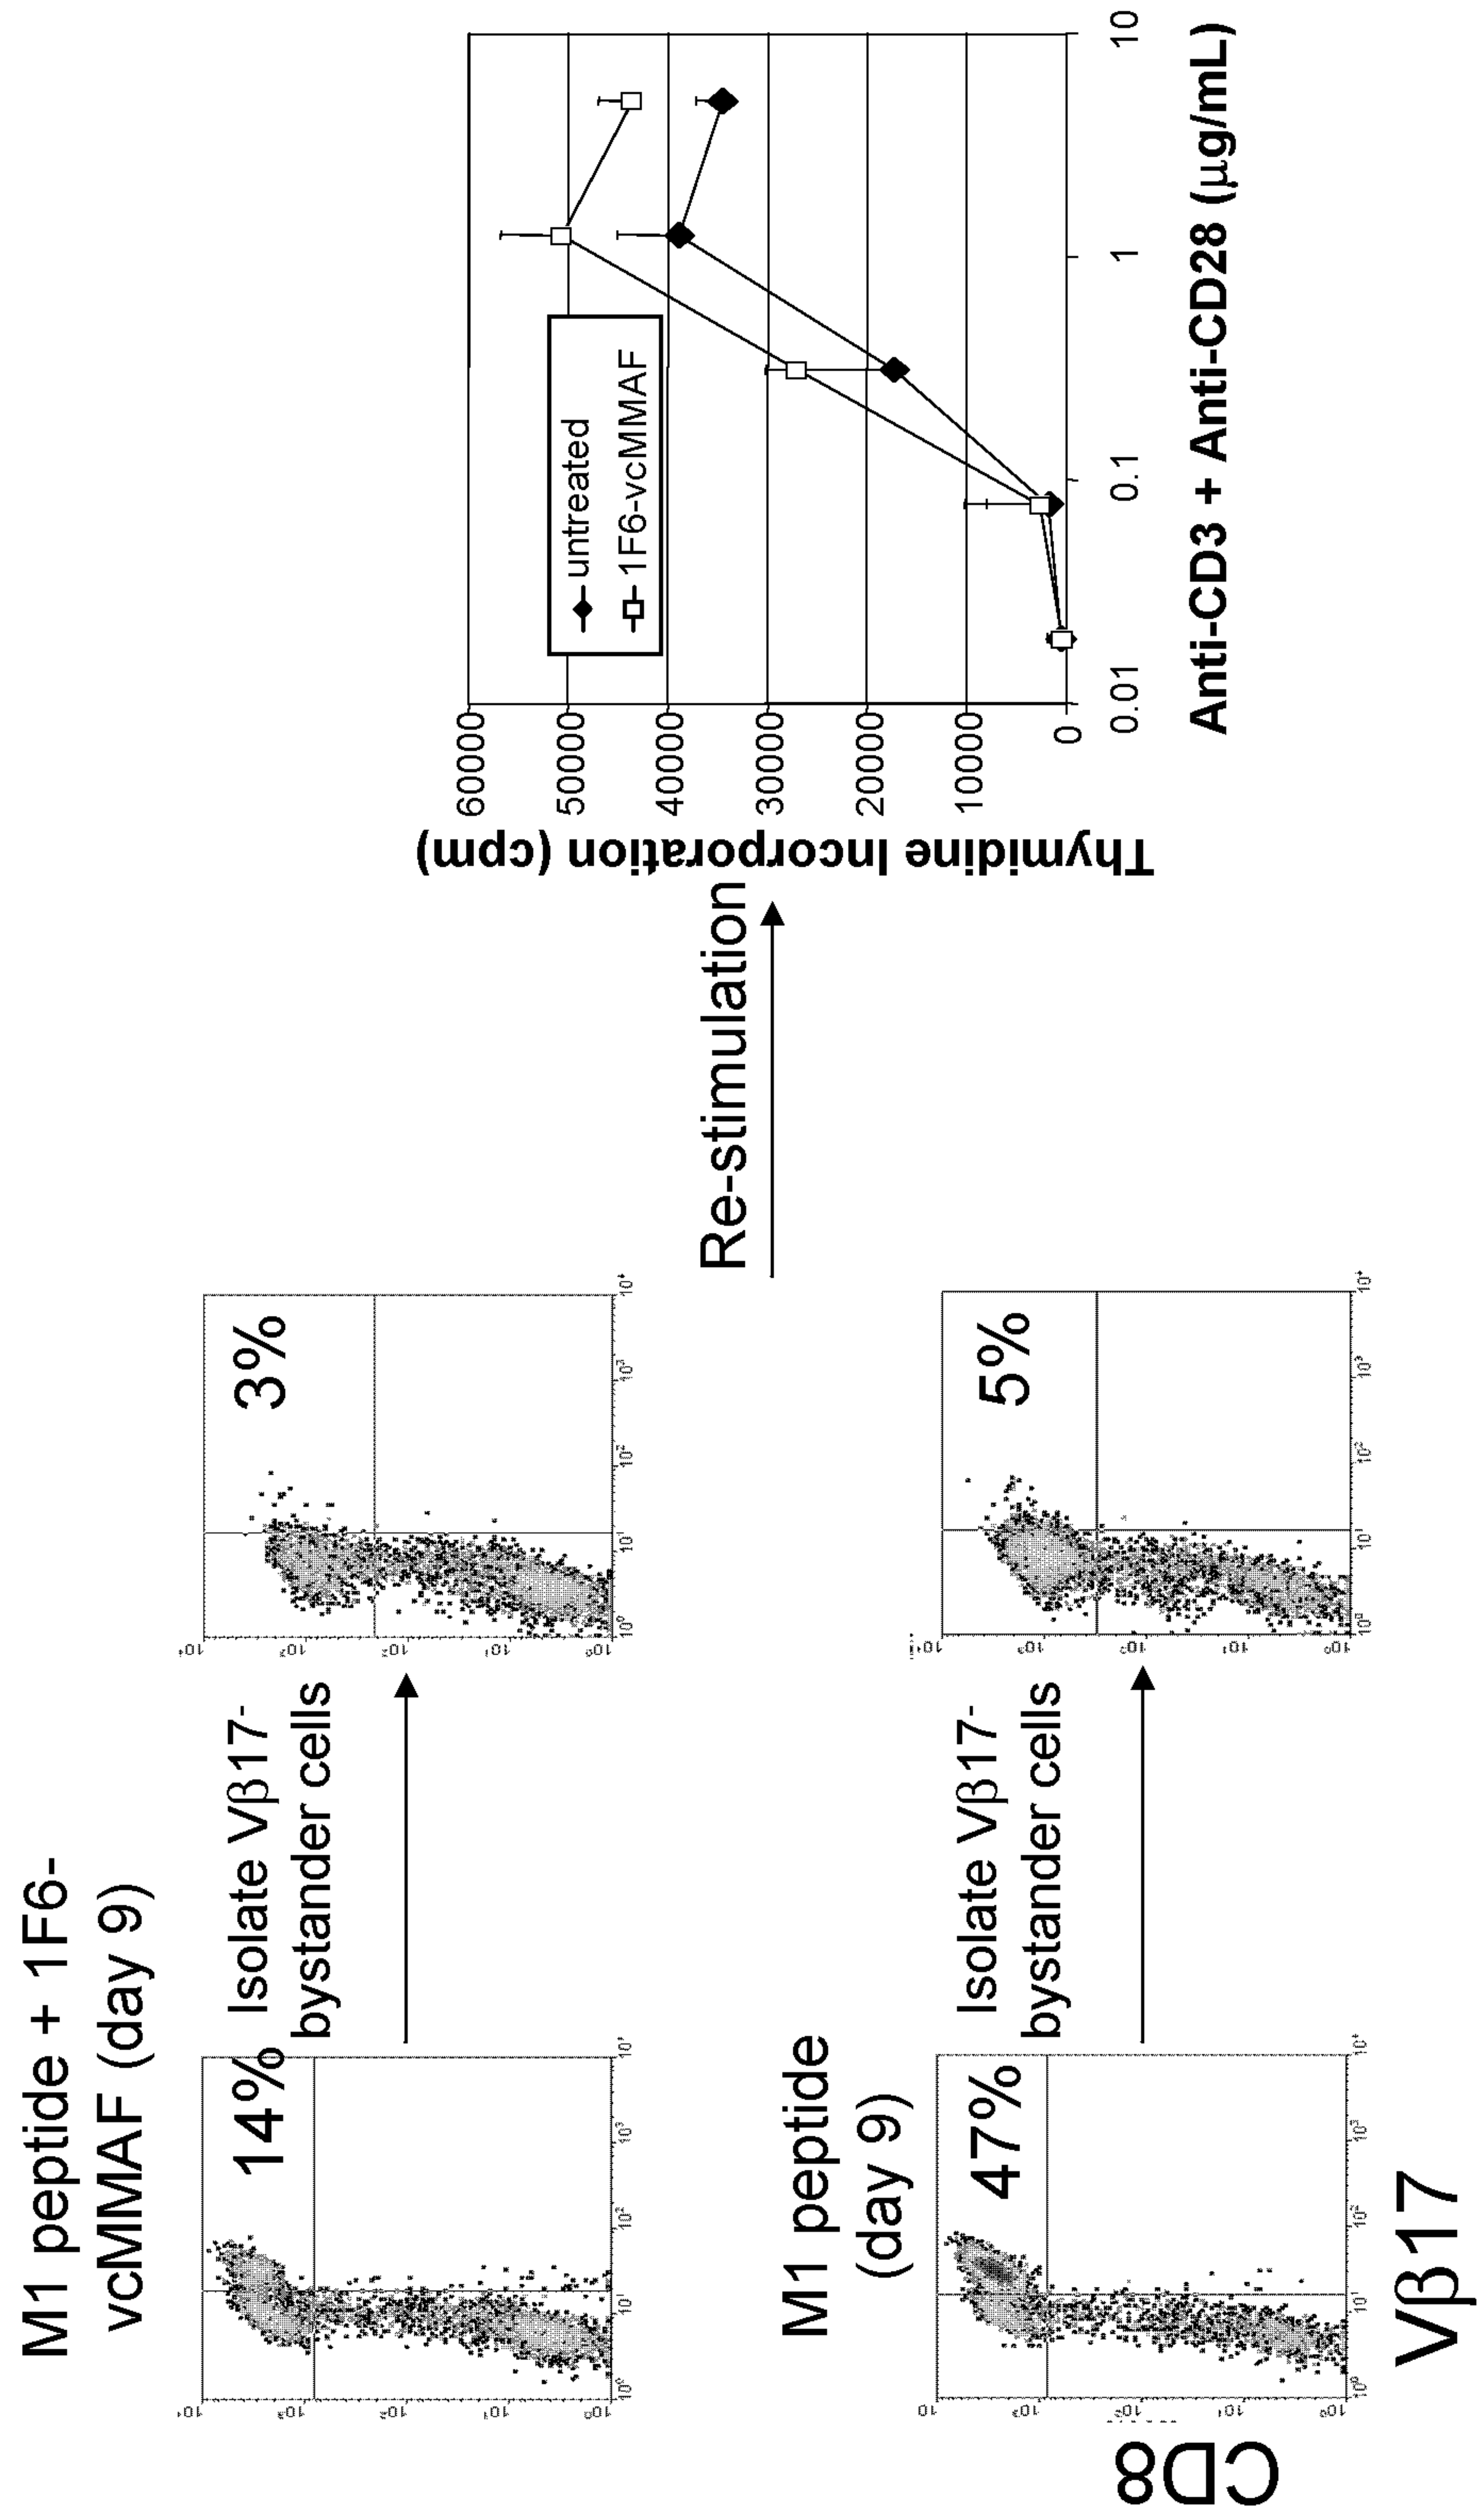 M1 peptide + 1F6-
vcMMAF (day 9)
14%
Isolate Vβ17-
bystander cells
3%
M1 peptide
(day 9)
47%
Isolate Vβ17-
bystander cells
5%
CD8
Vβ17
Re-stimulation
Thymidine Incorporation (cpm)
60000
50000
40000
30000
20000
10000
0
untreated
1F6-vcMMAF
0.01
0.1
1
10
Anti-CD3 + Anti-CD28 (μg/mL)